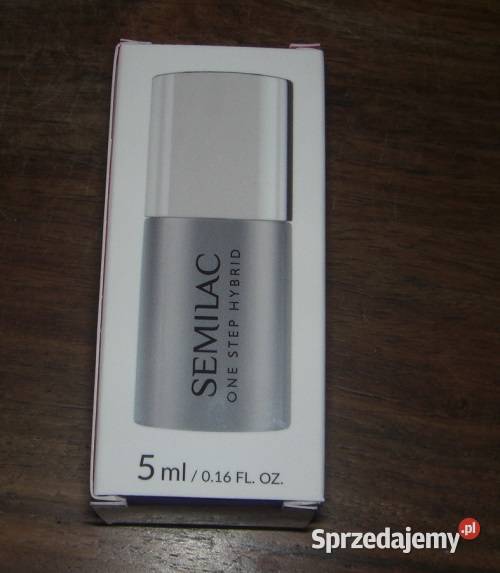 SEMILAC
ONE STEP HYBRID
5 ml / 0.16 FL. OZ.
Sprzedajemy.pl